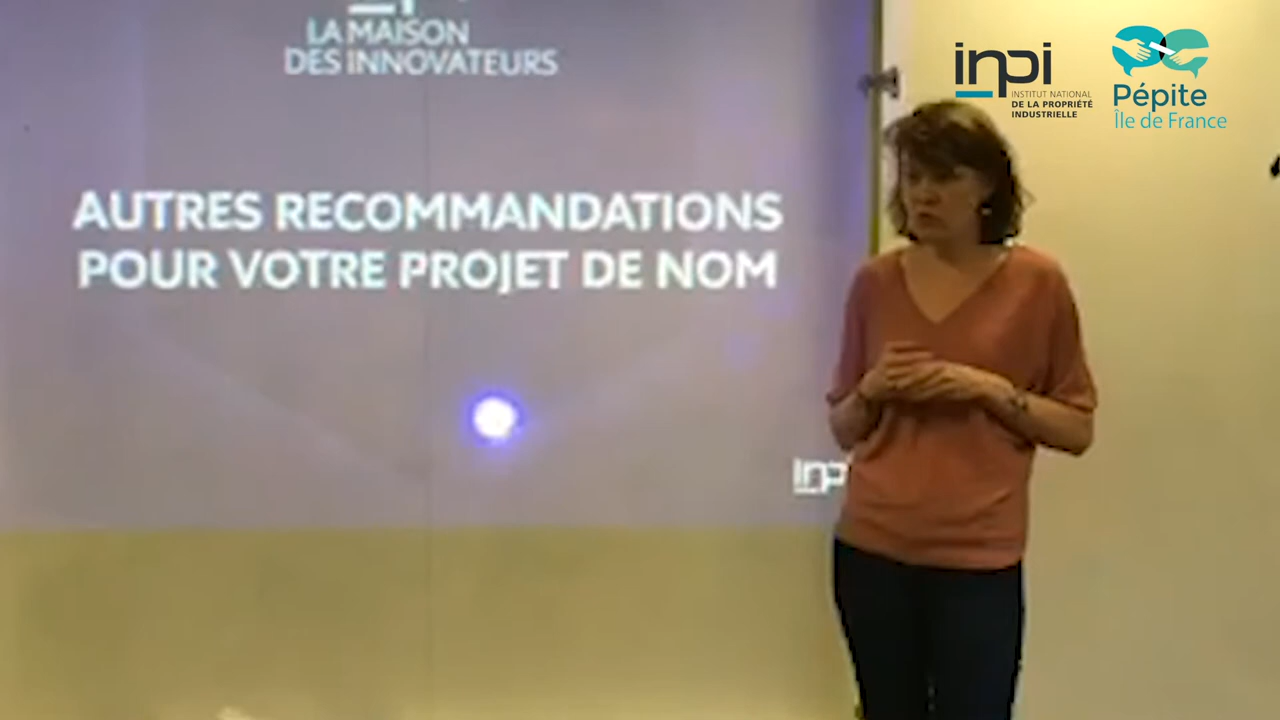 LA MAISON
DES INNOVATEURS
AUTRES RECOMMANDATIONS
POUR VOTRE PROJET DE NOM
inpi
inpi
INSTITUT NATIONAL
DE LA PROPRIÉTÉ
INDUSTRIELLE
Pépite
Île de France